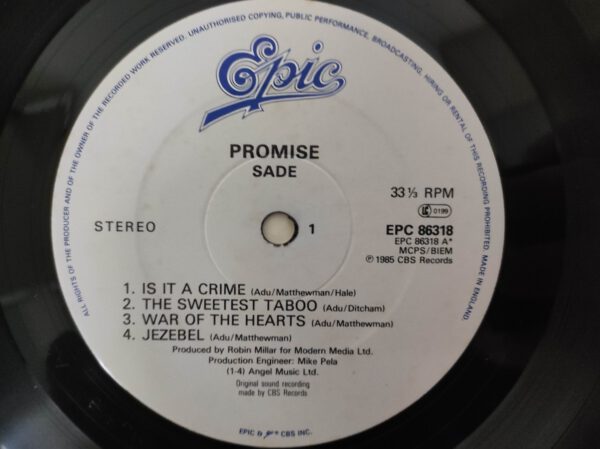 ALL RIGHTS OF THE PRODUCER AND OF THE OWNER OF THE RECORDED WORK RESERVED. UNAUTHORISED COPYING, PUBLIC PERFORMANCE, BROADCASTING, HIRING OR RENTAL OF THIS RECORDING PROHIBITED. MADE IN ENGLAND.
Epic
PROMISE
SADE
33 ⅓ RPM
LC 0199
STEREO
1
EPC 86318
EPC 86318 A*
MCPS/BIEM
℗ 1985 CBS Records
1. IS IT A CRIME (Adu/Matthewman/Hale)
2. THE SWEETEST TABOO (Adu/Ditcham)
3. WAR OF THE HEARTS (Adu/Matthewman)
4. JEZEBEL (Adu/Matthewman)
Produced by Robin Millar for Modern Media Ltd.
Production Engineer: Mike Pela
(1-4) Angel Music Ltd.
Original sound recording
made by CBS Records
EPIC & CBS INC.